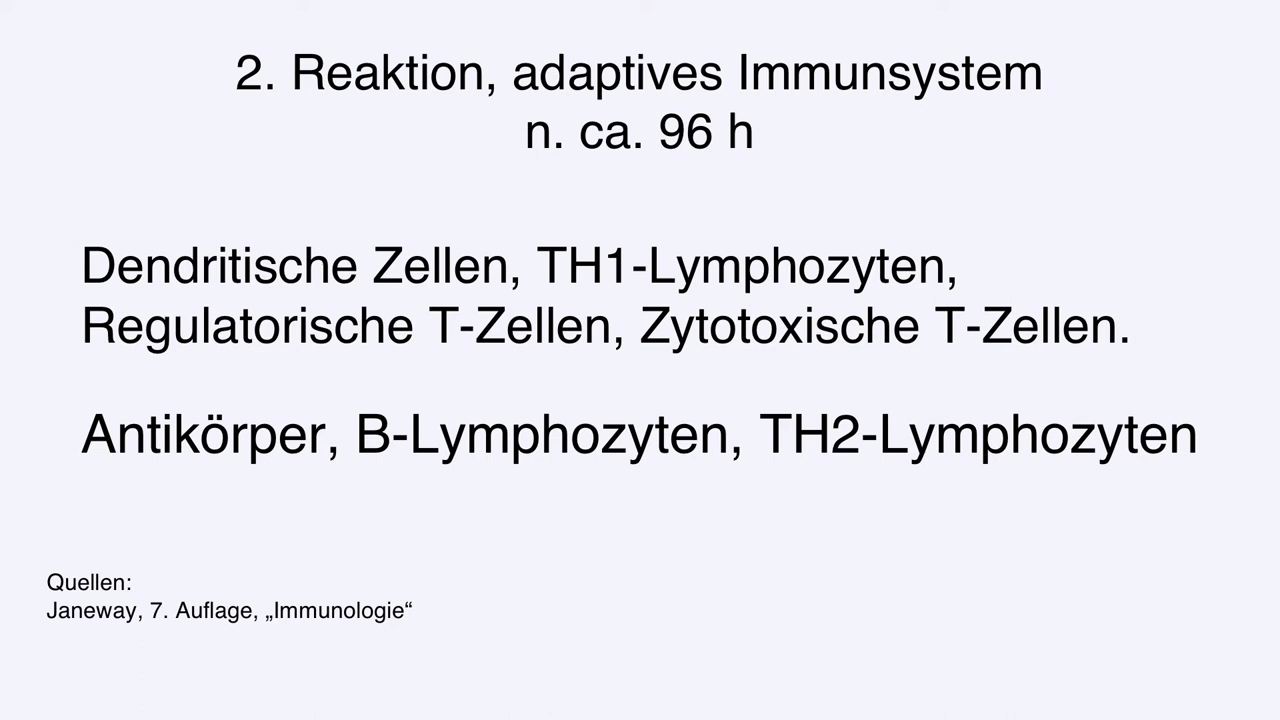 2. Reaktion, adaptives Immunsystem
n. ca. 96 h
Dendritische Zellen, TH1-Lymphozyten,
Regulatorische T-Zellen, Zytotoxische T-Zellen.
Antikörper, B-Lymphozyten, TH2-Lymphozyten
Quellen:
Janeway, 7. Auflage, „Immunologie“